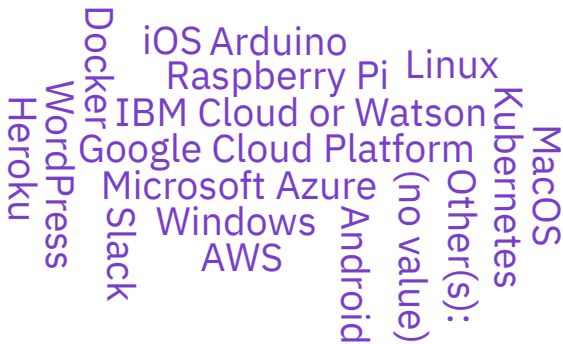 Docker
iOS
Arduino
Raspberry Pi
Linux
IBM Cloud or Watson
Google Cloud Platform
Microsoft Azure
Windows
AWS
Heroku
WordPress
Slack
Android
(no value)
Other(s):
Kubernetes
MacOS